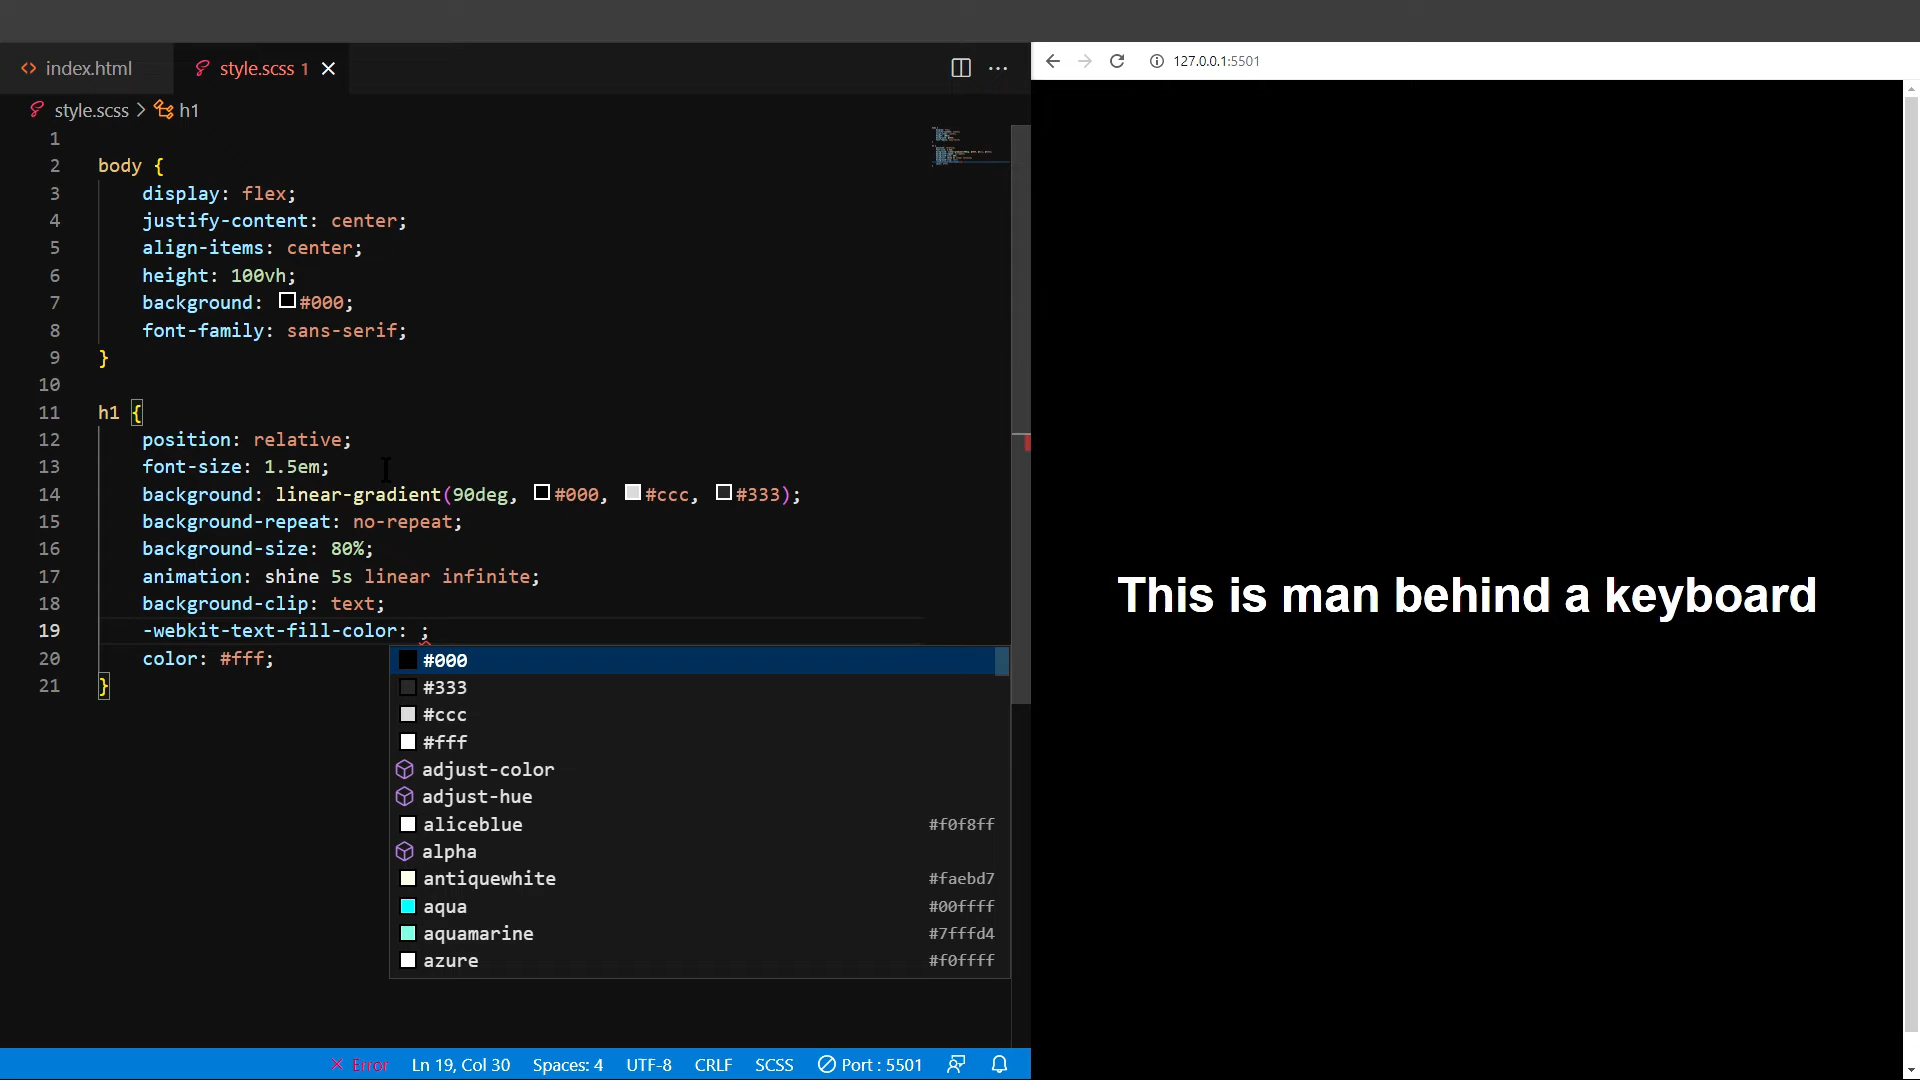 index.html
style.scss 1
127.0.0.1:5501
style.scss > h1
1
2 body {
3 display: flex;
4 justify-content: center;
5 align-items: center;
6 height: 100vh;
7 background: #000;
8 font-family: sans-serif;
9 }
10
11 h1 {
12 position: relative;
13 font-size: 1.5em;
14 background: linear-gradient(90deg, #000, #ccc, #333);
15 background-repeat: no-repeat;
16 background-size: 80%;
17 animation: shine 5s linear infinite;
18 background-clip: text;
19 -webkit-text-fill-color: ;
20 color: #fff;
21 }
#000
#333
#ccc
#fff
adjust-color
adjust-hue
aliceblue #f0f8ff
alpha
antiquewhite #faebd7
aqua #00ffff
aquamarine #7fffd4
azure #f0ffff
This is man behind a keyboard
Error Ln 19, Col 30 Spaces: 4 UTF-8 CRLF SCSS Port : 5501